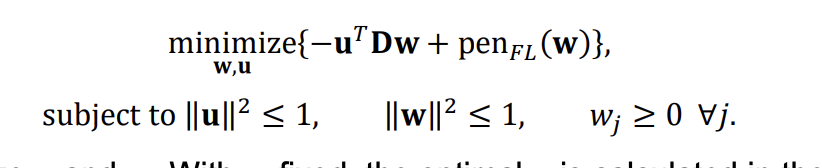 minimize{−u^T Dw + pen_FL(w)},
w,u
subject to ‖u‖² ≤ 1, ‖w‖² ≤ 1, w_j ≥ 0 ∀j.